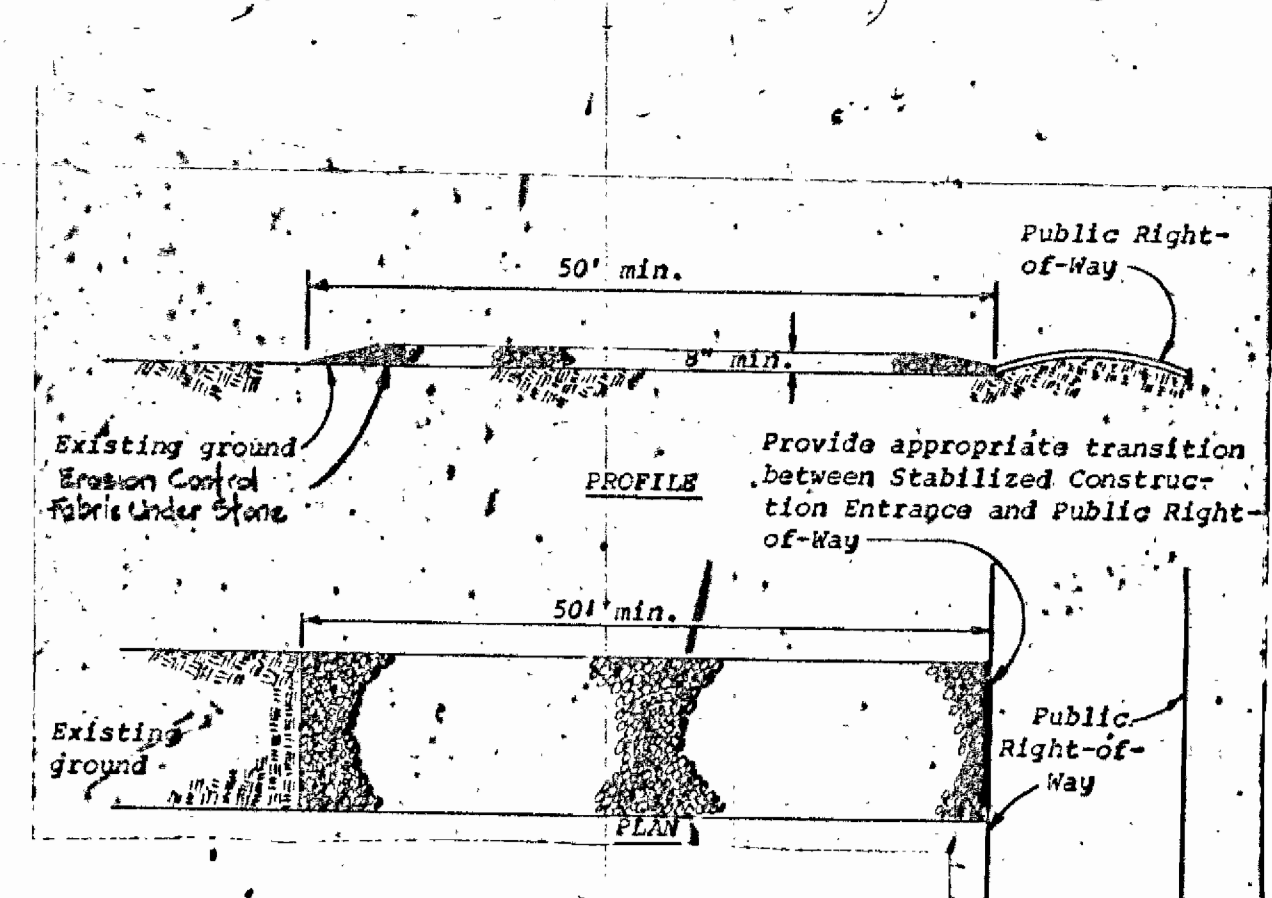 Public Right-
of-Way
50' min.
8" min.
Existing ground
Erosion Control
Fabric Under Stone
PROFILE
Provide appropriate transition
between Stabilized Construc-
tion Entrance and Public Right-
of-Way
50' min.
Existing
ground
Public
Right-of-
Way
PLAN